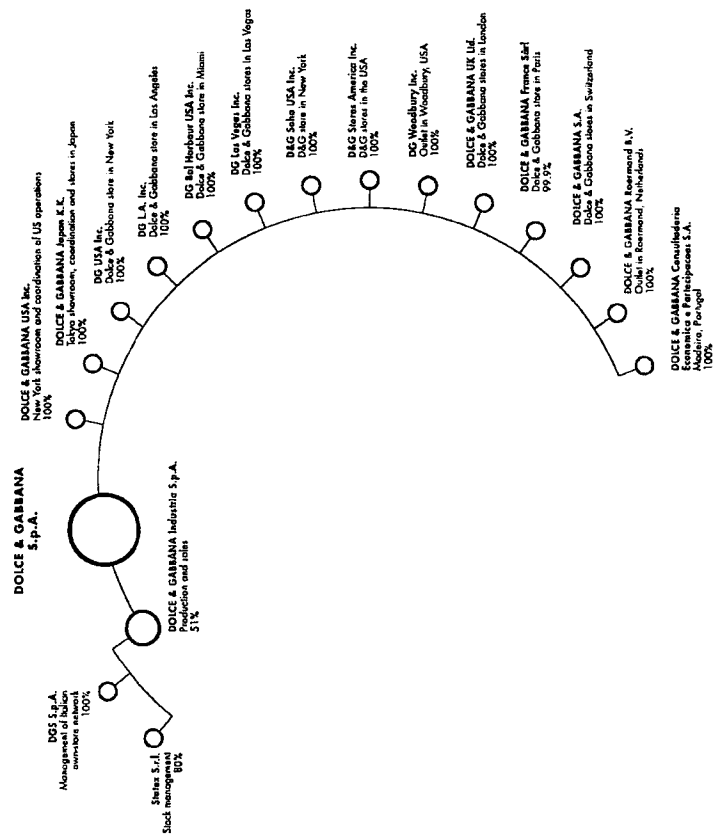 DOLCE & GABBANA
S.p.A.
DOLCE & GABBANA USA Inc.
New York showroom and coordination of US operations
100%
DOLCE & GABBANA Japan K.K.
Tokyo showroom, coordination and stores in Japan
100%
DG USA Inc.
Dolce & Gabbana store in New York
100%
DG L.A. Inc.
Dolce & Gabbana stores in Los Angeles
100%
DG Bal Harbour USA Inc.
Dolce & Gabbana store in Miami
100%
DG Las Vegas Inc.
Dolce & Gabbana stores in Las Vegas
100%
D&G Soho USA Inc.
D&G store in New York
100%
D&G Stores America Inc.
D&G stores in the USA
100%
DG Woodbury Inc.
Outlet in Woodbury, USA
100%
DOLCE & GABBANA UK Ltd.
Dolce & Gabbana stores in London
100%
DOLCE & GABBANA France Sàrl
Dolce & Gabbana store in Paris
99.9%
DOLCE & GABBANA S.A.
Dolce & Gabbana stores in Switzerland
100%
DOLCE & GABBANA Roermond B.V.
Outlet in Roermond, Netherlands
100%
DOLCE & GABBANA Consultadoria
Economica e Partecipacoes S.A.
Madeira, Portugal
100%
DOLCE & GABBANA Industria S.p.A.
Production and sales
51%
DGS S.p.A.
Management of Italian
own-store network
100%
Statex S.r.l.
Stock management
80%